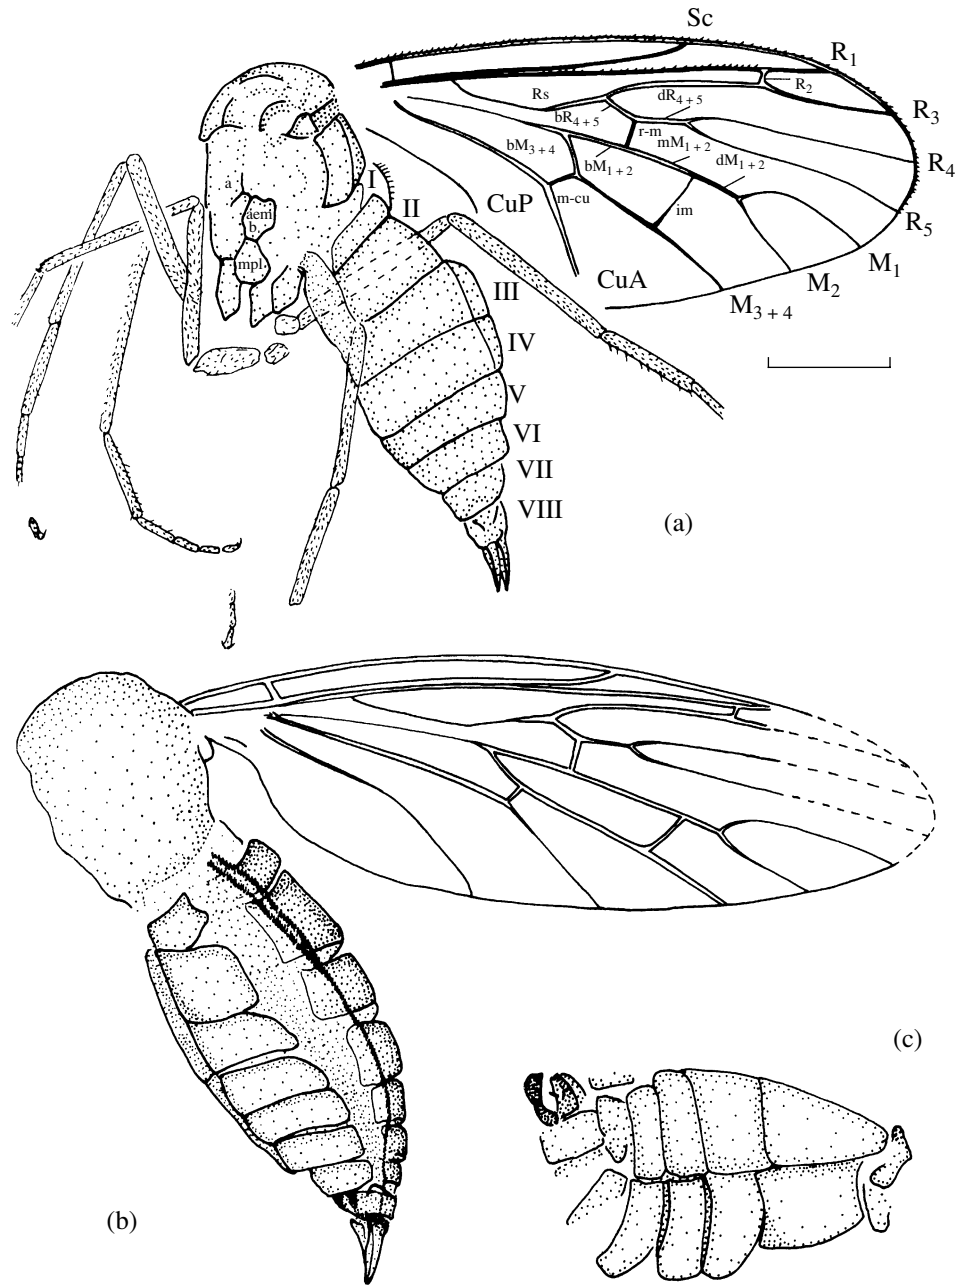 Sc
R1
R2
Rs
dR4+5
R3
bR4+5
r-m
mM1+2
bM3+4
dM1+2
bM1+2
R4
I
a
II
m-cu
im
CuP
R5
aem
b
mpl
M1
CuA
M2
III
M3+4
IV
V
VI
VII
VIII
(a)
(c)
(b)